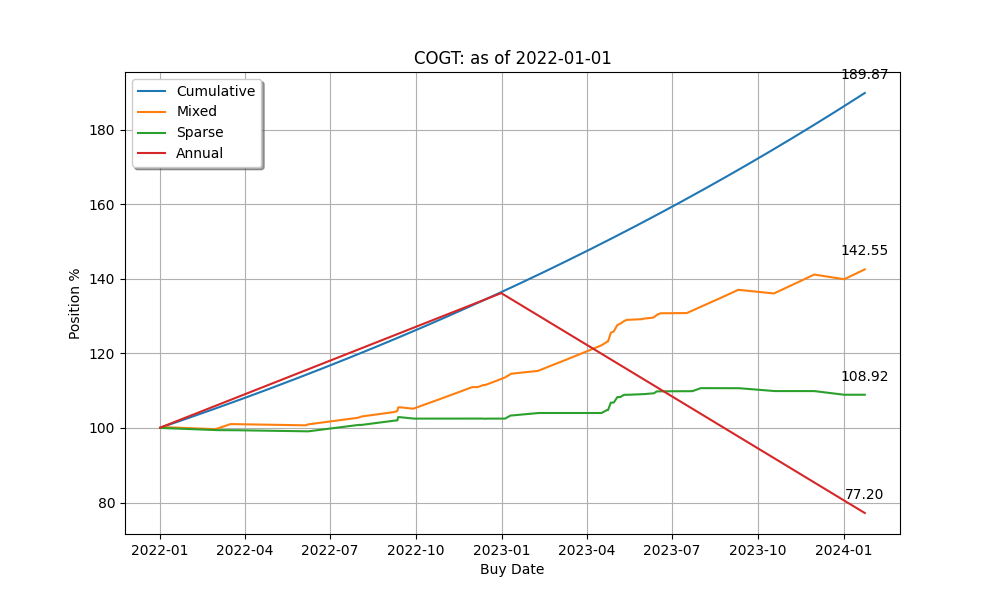 COGT: as of 2022-01-01
189.87
Cumulative
Mixed
Sparse
Annual
180
160
142.55
140
Position %
120
108.92
100
80
77.20
2022-01 2022-04 2022-07 2022-10 2023-01 2023-04 2023-07 2023-10 2024-01
Buy Date